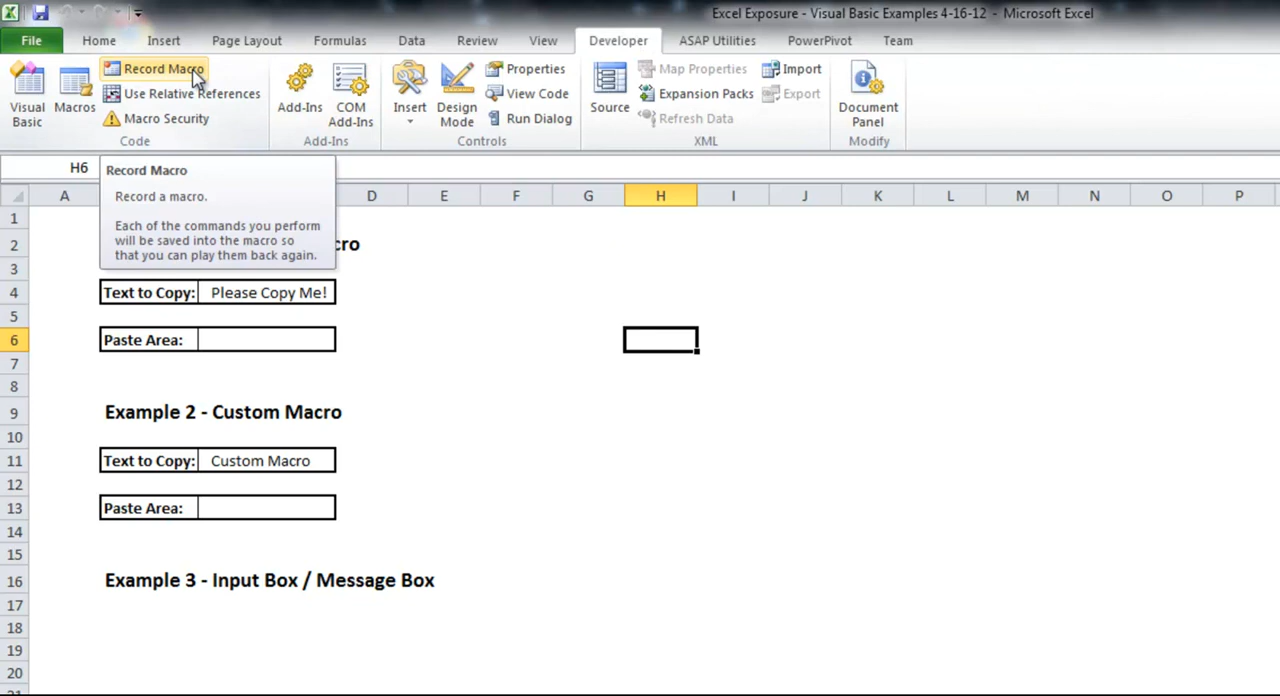 Excel Exposure - Visual Basic Examples 4-16-12 - Microsoft Excel
File Home Insert Page Layout Formulas Data Review View Developer ASAP Utilities PowerPivot Team
Visual Basic
Macros
Record Macro
Use Relative References
Macro Security
Code
Add-Ins
COM Add-Ins
Add-Ins
Insert
Design Mode
Properties
View Code
Run Dialog
Controls
Source
Map Properties
Expansion Packs
Refresh Data
Import
Export
XML
Document Panel
Modify
H6
Record Macro
Record a macro.
Each of the commands you perform
will be saved into the macro so
that you can play them back again.
A D E F G H I J K L M N O P
1
2 cro
3
4 Text to Copy: Please Copy Me!
5
6 Paste Area:
7
8
9 Example 2 - Custom Macro
10
11 Text to Copy: Custom Macro
12
13 Paste Area:
14
15
16 Example 3 - Input Box / Message Box
17
18
19
20